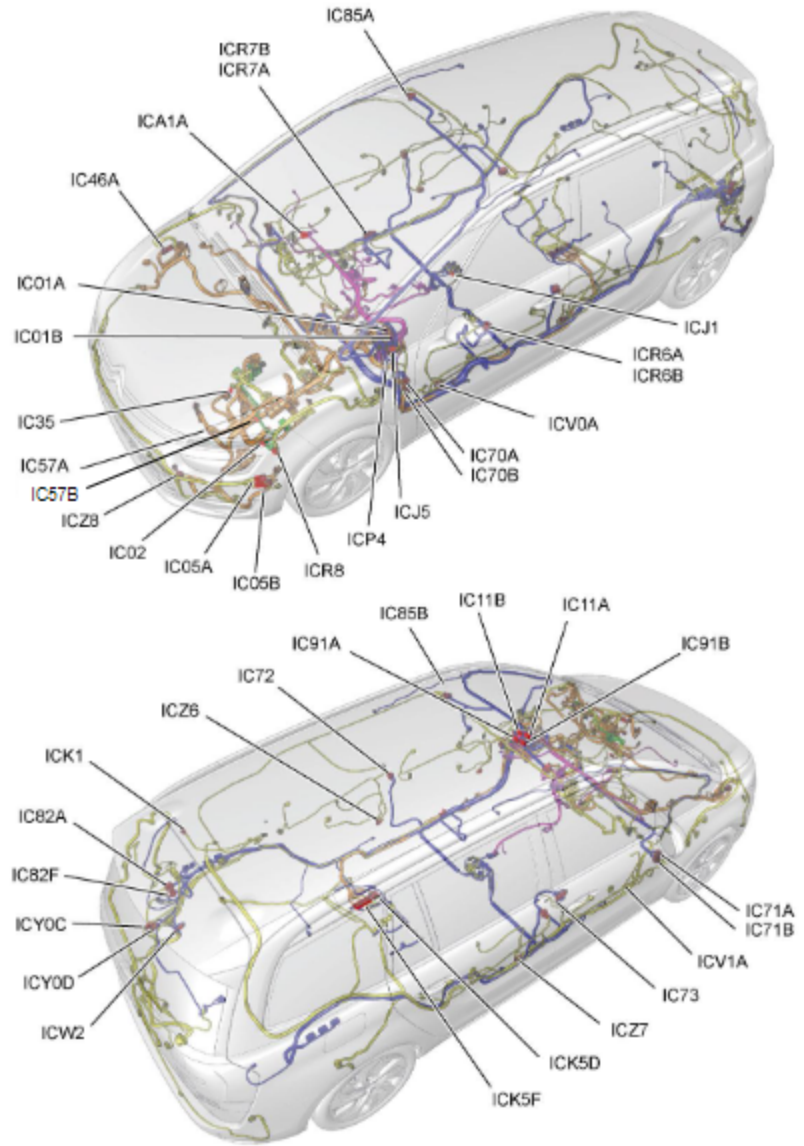 IC85A
ICR7B
ICR7A
ICA1A
IC46A
IC01A
IC01B
ICJ1
ICR6A
ICR6B
ICV0A
IC35
IC70A
IC70B
IC57A
IC57B
ICZ8
ICJ5
ICP4
IC02
IC05A
ICR8
IC05B
IC11B
IC11A
IC85B
IC91A
IC91B
IC72
ICZ6
ICK1
IC82A
IC82F
ICY0C
IC71A
IC71B
ICV1A
ICY0D
IC73
ICW2
ICZ7
ICK5D
ICK5F